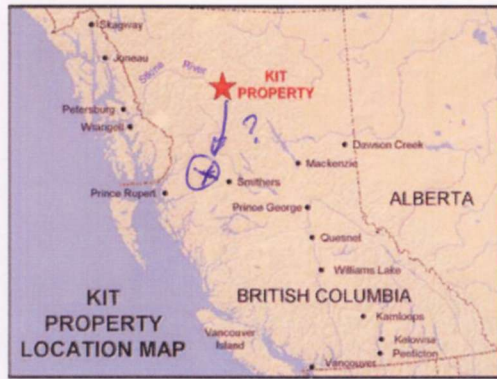 Skagway
Joneau
Stikine River
KIT
PROPERTY
Petersburg
Wrangell
?
Dawson Creek
Mackenzie
Smithers
Prince Rupert
ALBERTA
Prince George
Quesnel
Williams Lake
KIT
PROPERTY
LOCATION MAP
BRITISH COLUMBIA
Vancouver
Island
Kamloops
Kelowna
Penticton
Vancouver